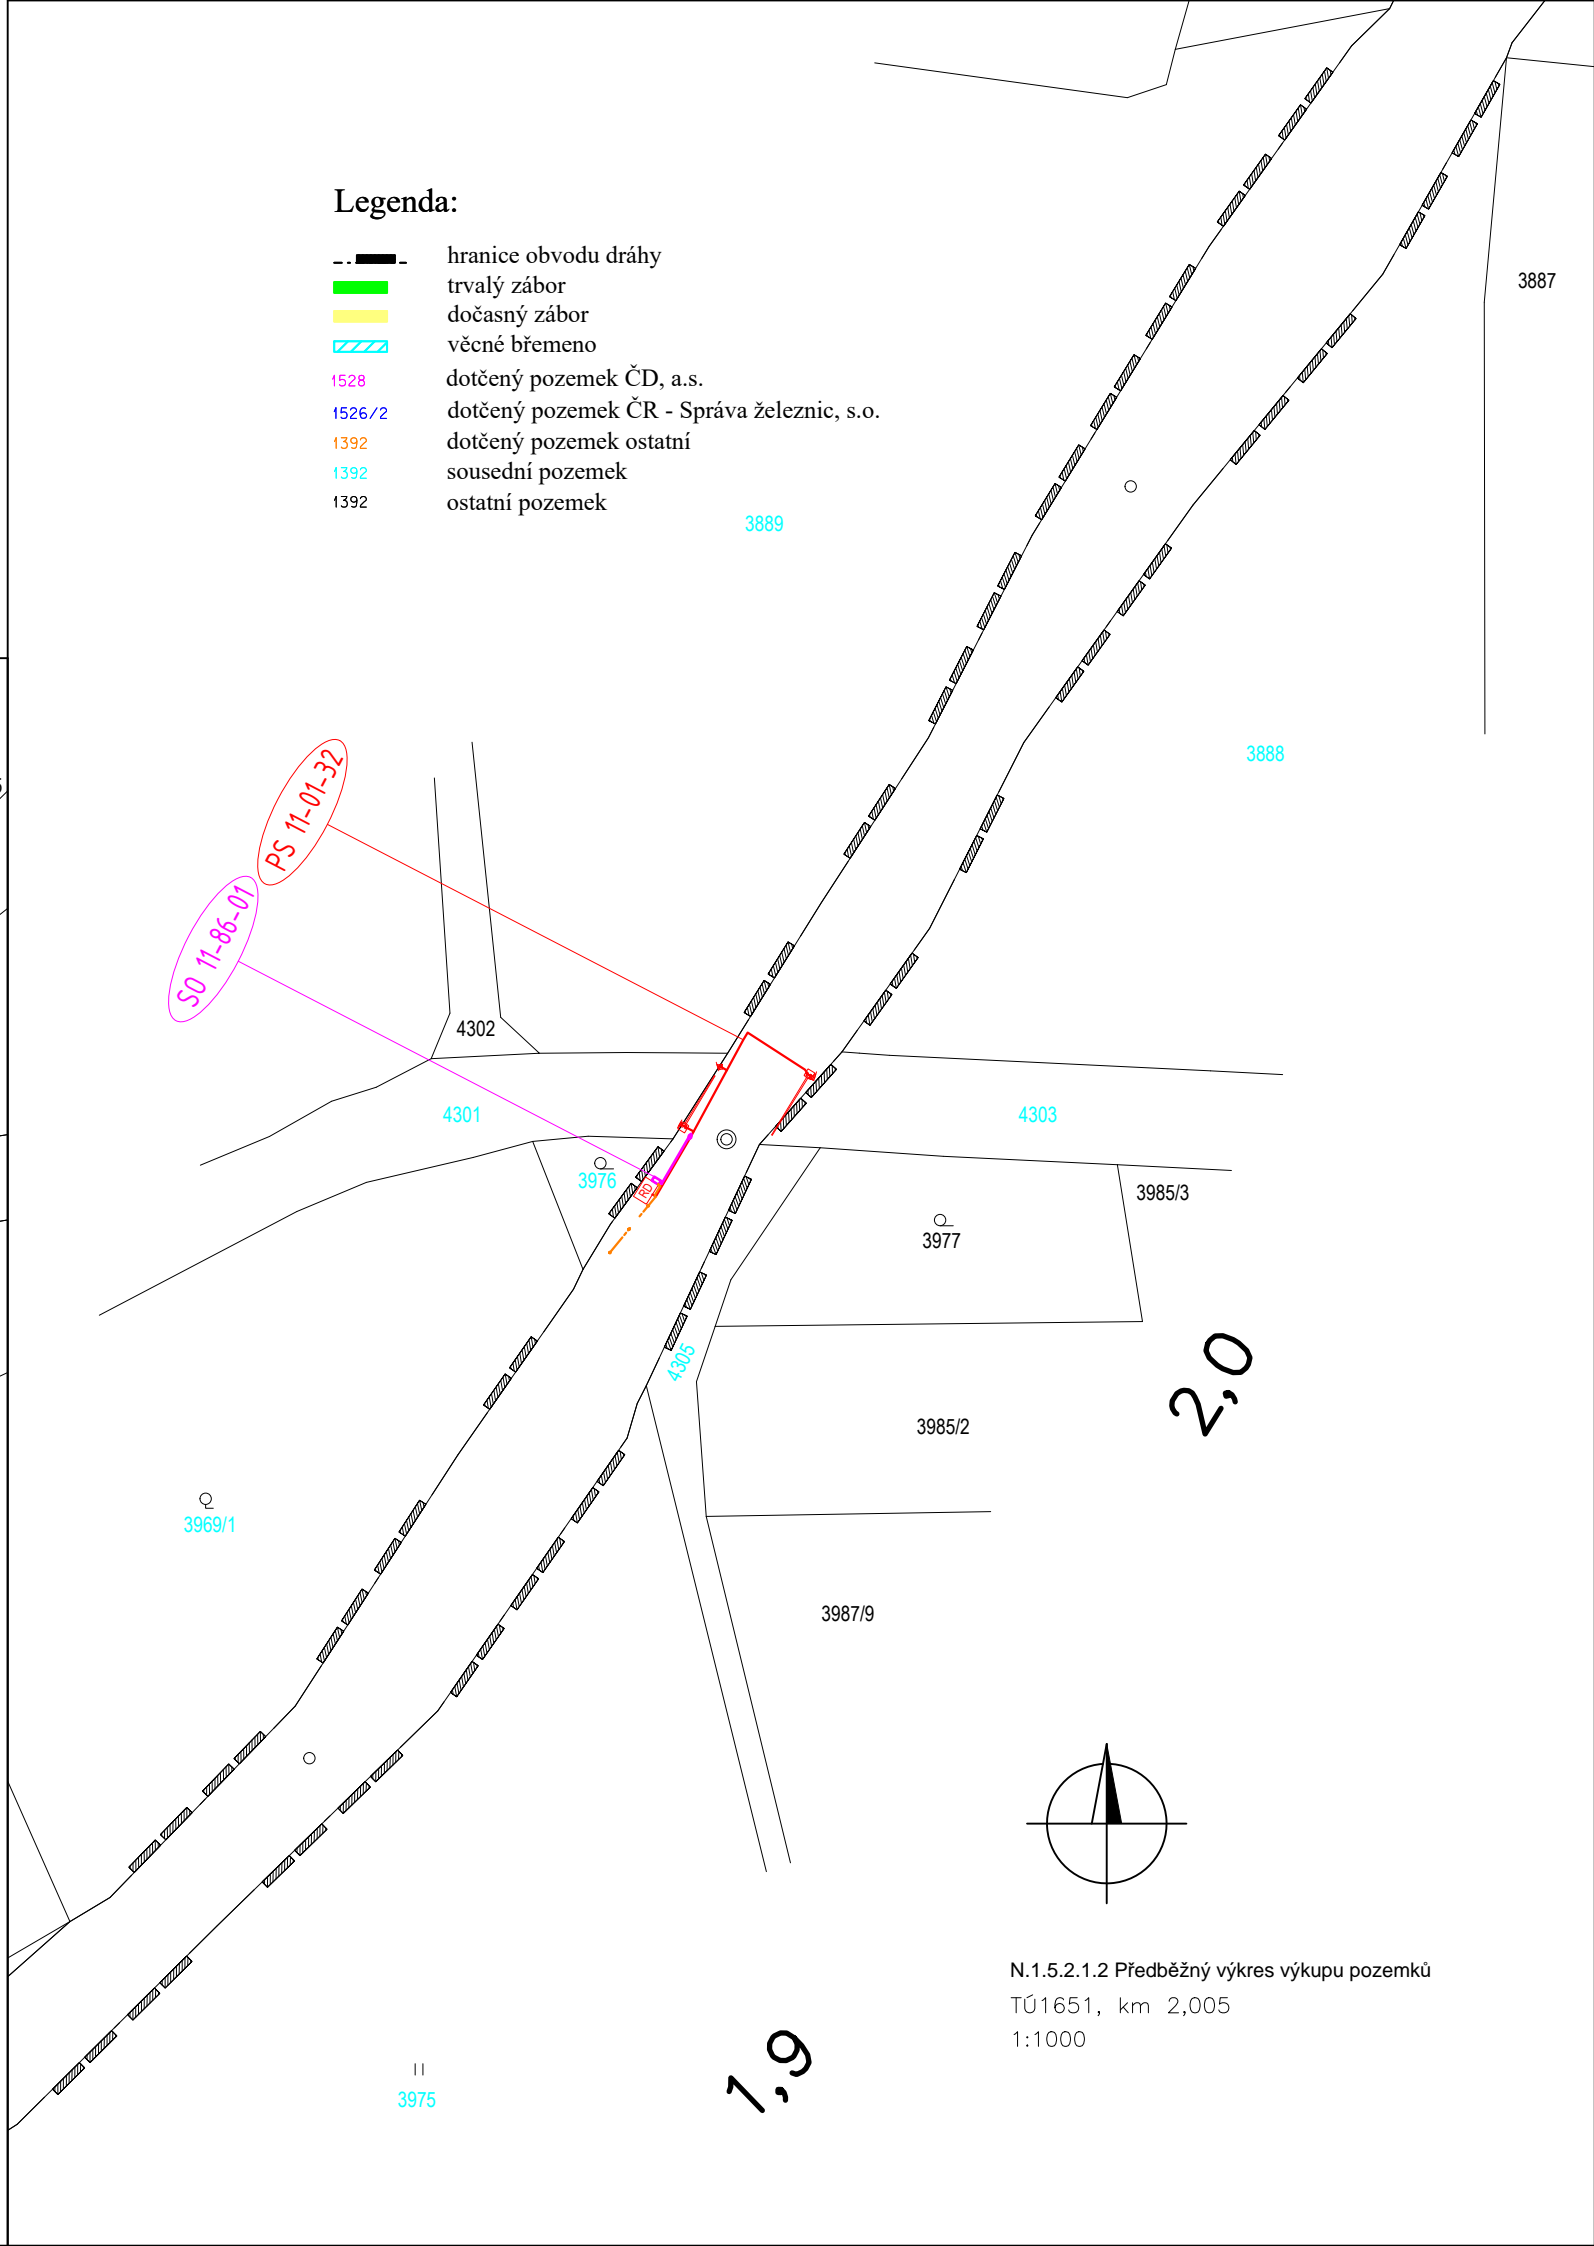 Legenda:
hranice obvodu dráhy
trvalý zábor
dočasný zábor
věcné břemeno
1528 dotčený pozemek ČD, a.s.
1526/2 dotčený pozemek ČR - Správa železnic, s.o.
1392 dotčený pozemek ostatní
1392 sousední pozemek
1392 ostatní pozemek
3887
3889
3888
PS 11-01-32
SO 11-86-01
4302
4301
4303
3976
RD
3985/3
3977
4305
2,0
3985/2
3969/1
3987/9
N.1.5.2.1.2 Předběžný výkres výkupu pozemků
TÚ1651, km 2,005
1:1000
1,9
3975